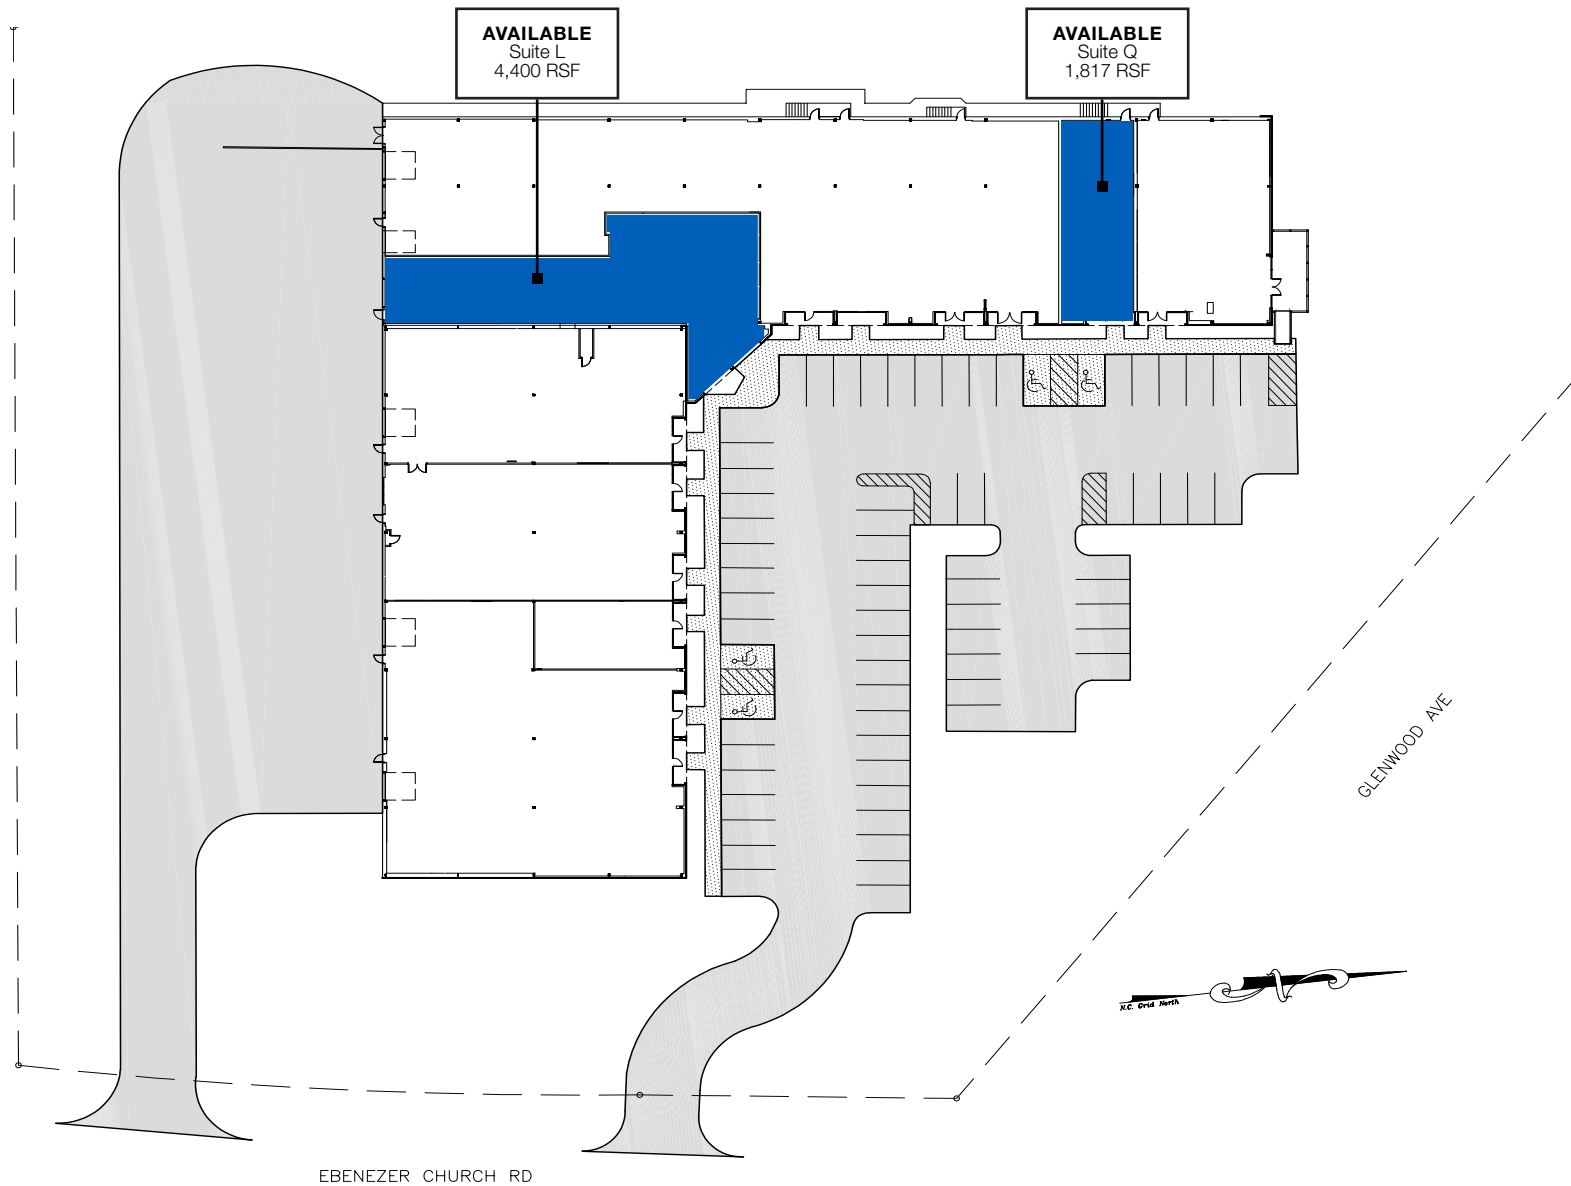 AVAILABLE
Suite L
4,400 RSF
AVAILABLE
Suite Q
1,817 RSF
GLENWOOD AVE
N.C. Grid North
EBENEZER CHURCH RD